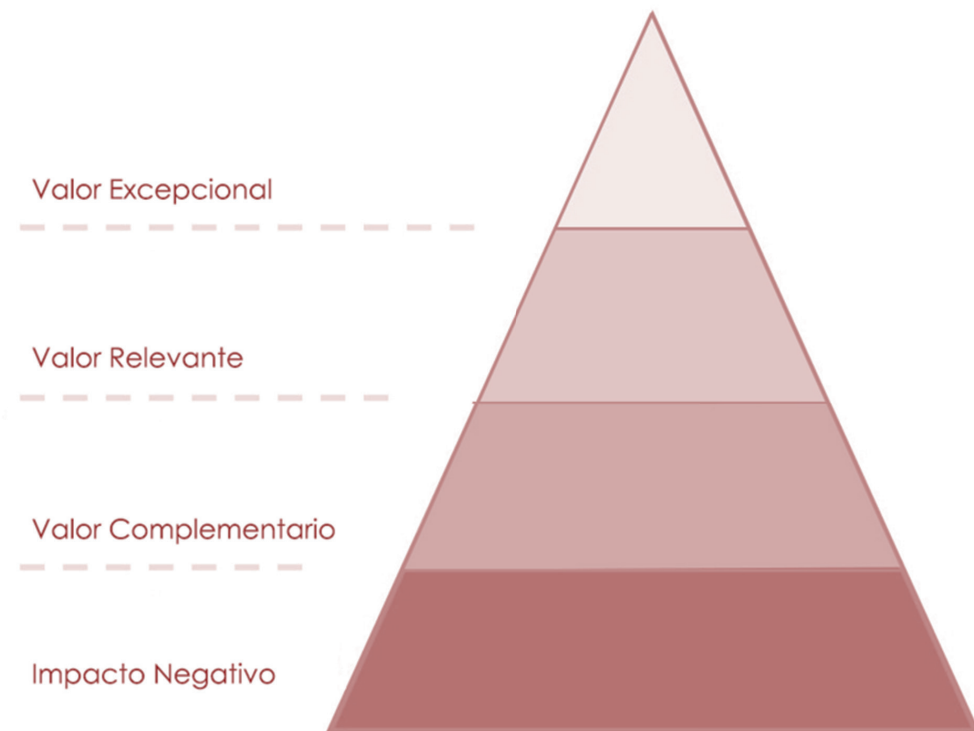 Valor Excepcional
Valor Relevante
Valor Complementario
Impacto Negativo